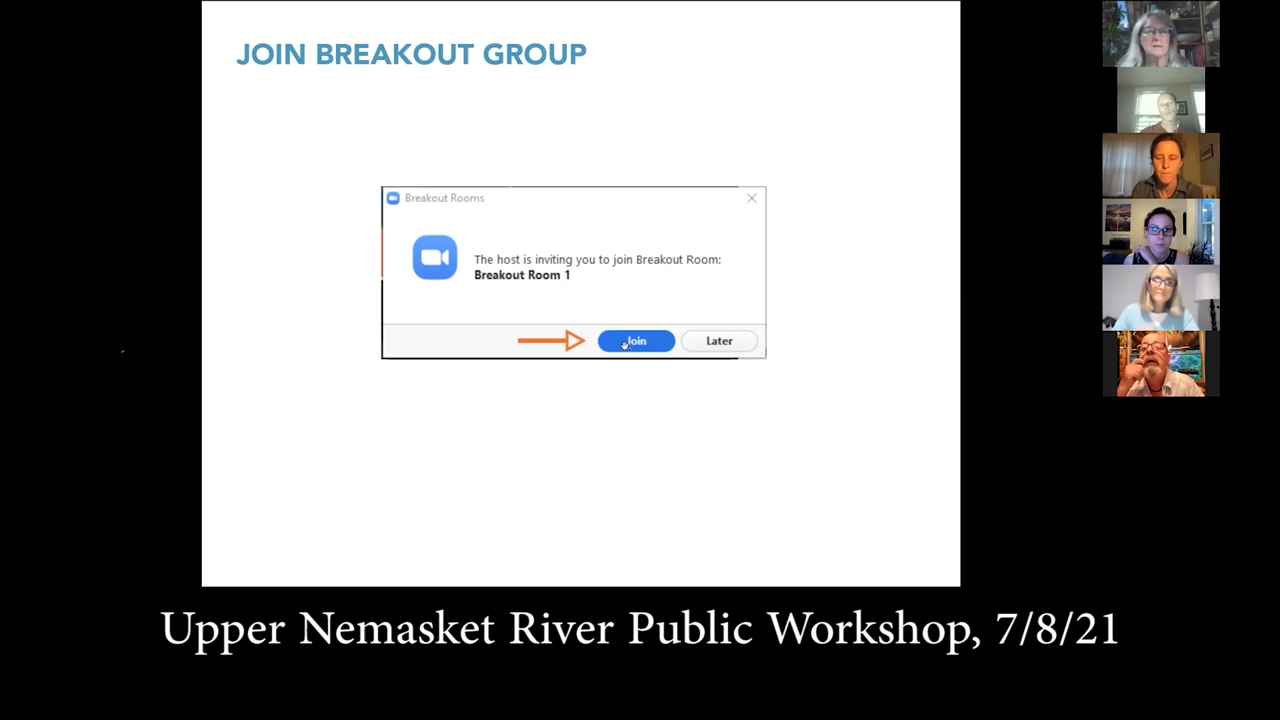 JOIN BREAKOUT GROUP
Breakout Rooms
The host is inviting you to join Breakout Room:
Breakout Room 1
Join
Later
Upper Nemasket River Public Workshop, 7/8/21